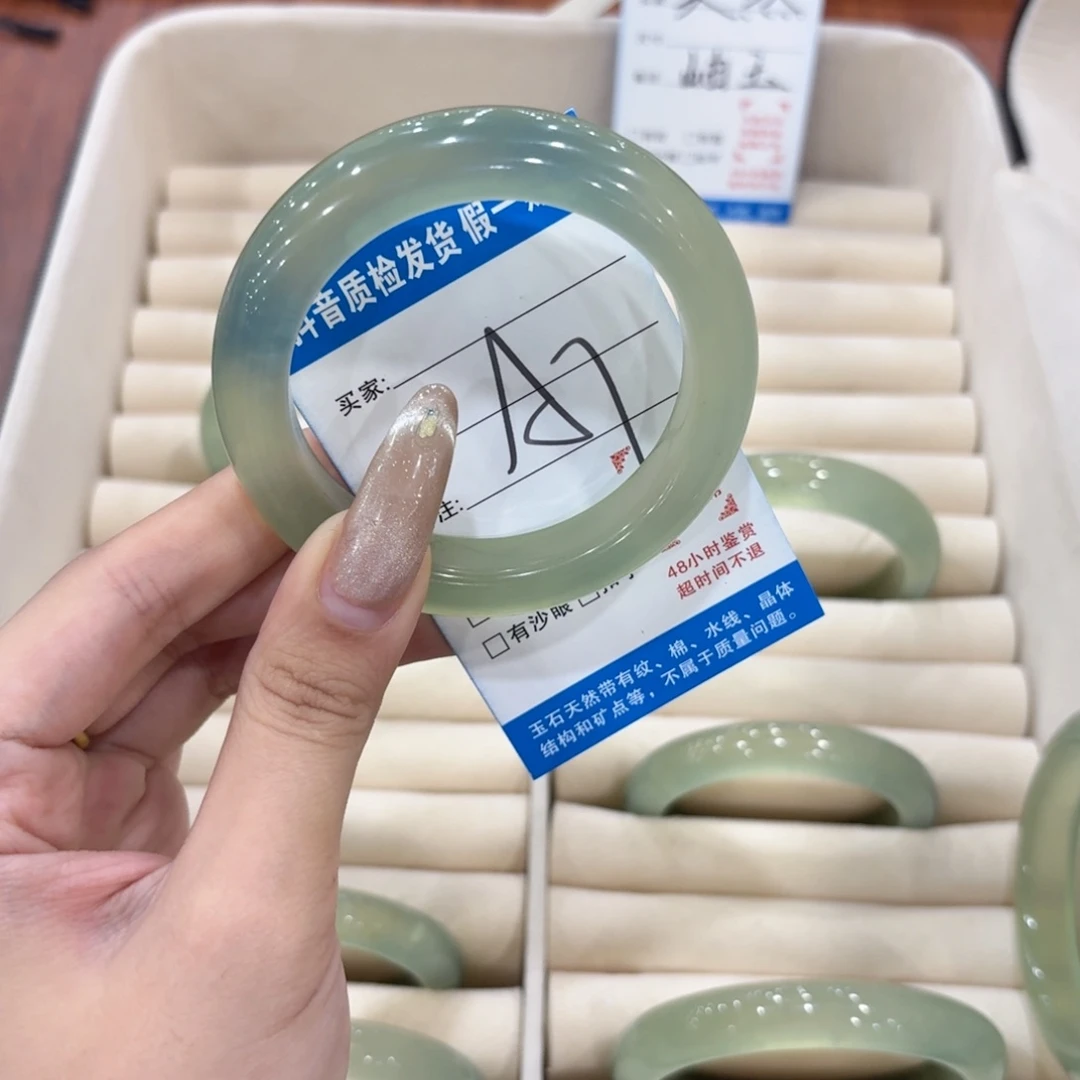 岫玉
音质检发货 假一
买家:
A7
注:
48小时鉴赏
超时间不退
有沙眼
玉石天然带有纹、棉、水线、晶体
结构和矿点等，不属于质量问题。